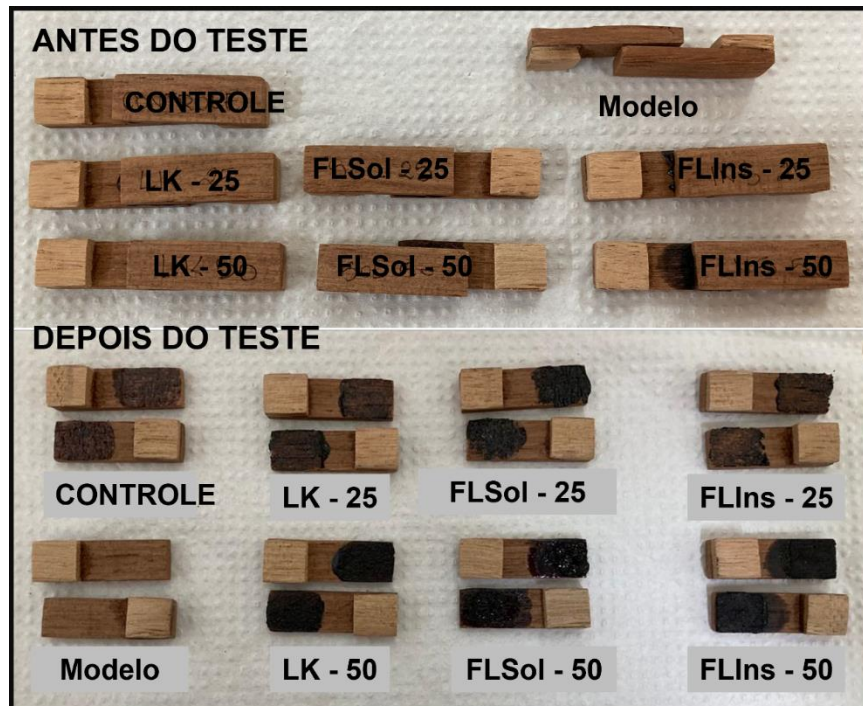 ANTES DO TESTE
CONTROLE
Modelo
LK - 25
FLSol - 25
FLIns - 25
LK - 50
FLSol - 50
FLIns - 50
DEPOIS DO TESTE
CONTROLE
LK - 25
FLSol - 25
FLIns - 25
Modelo
LK - 50
FLSol - 50
FLIns - 50